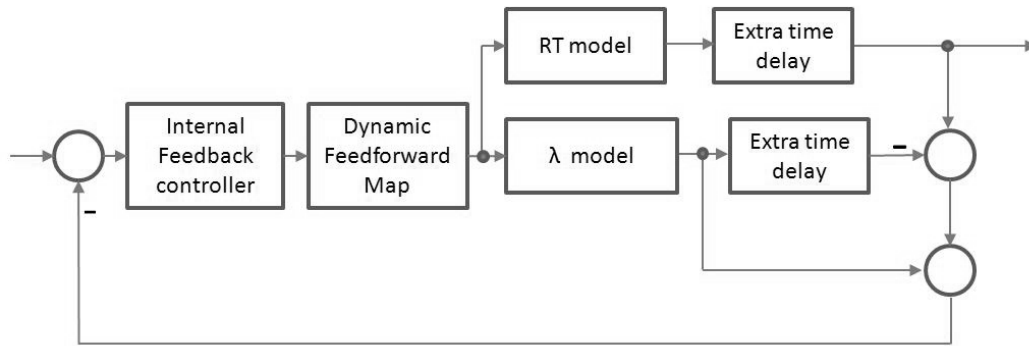 RT model
Extra time
delay
Internal
Feedback
controller
Dynamic
Feedforward
Map
λ model
Extra time
delay
–
–